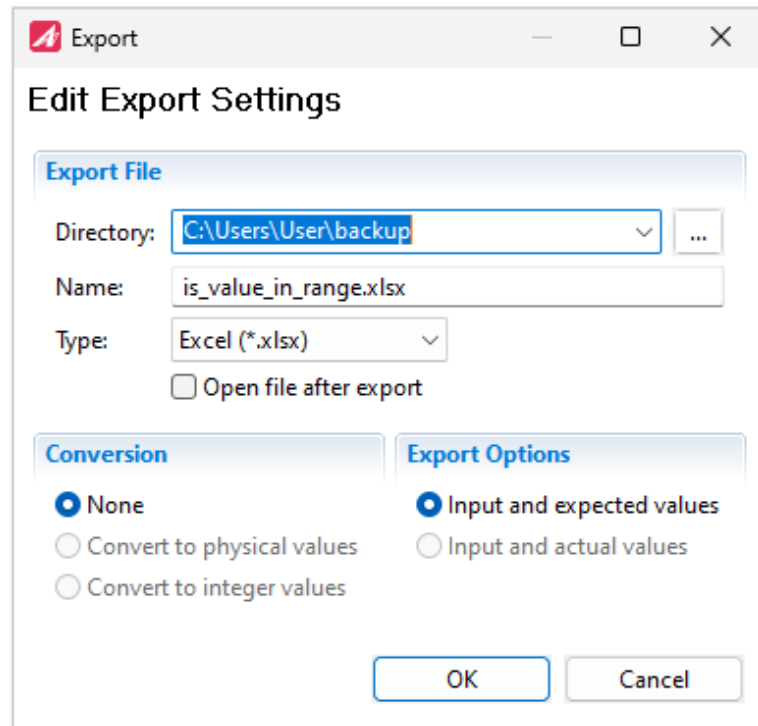 Export
Edit Export Settings
Export File
Directory: C:\Users\User\backup ...
Name: is_value_in_range.xlsx
Type: Excel (*.xlsx)
Open file after export
Conversion
None
Convert to physical values
Convert to integer values
Export Options
Input and expected values
Input and actual values
OK Cancel